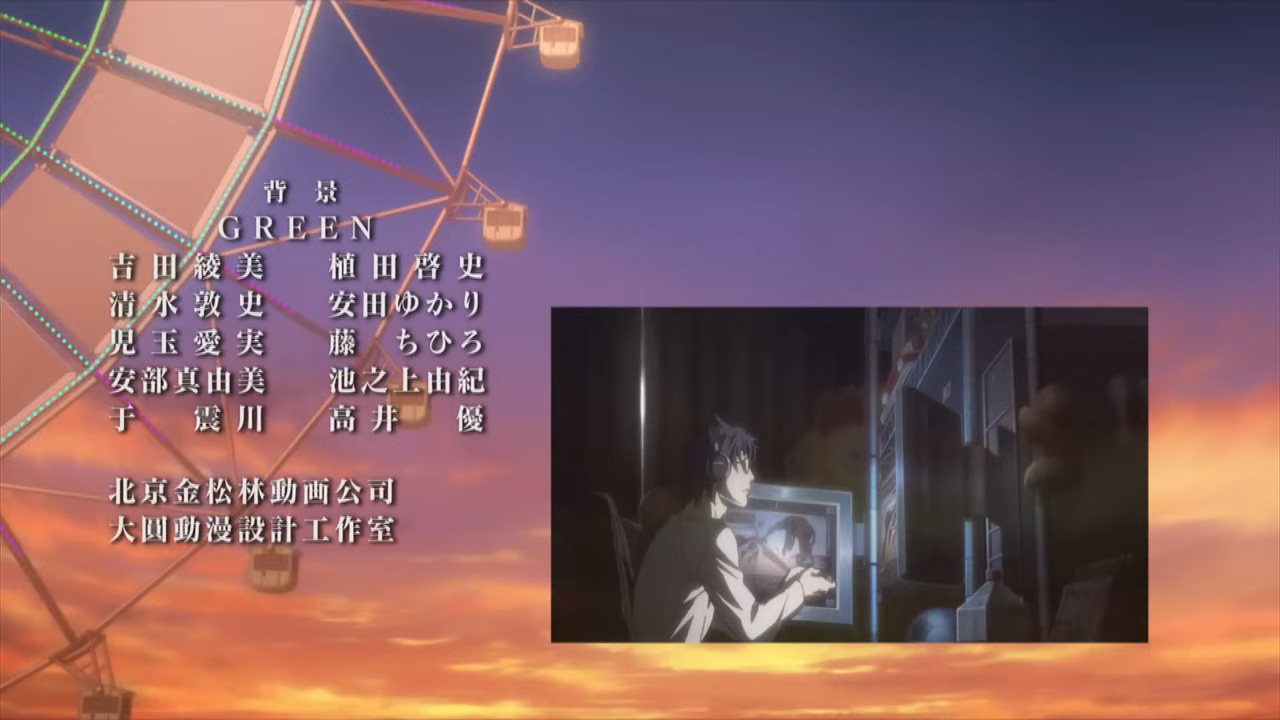 背景
GREEN
吉田綾美 植田啓史
清水敦史 安田ゆかり
児玉愛実 藤ちひろ
安部真由美 池之上由紀
于震川 高井優
北京金松林動画公司
大圓動漫設計工作室